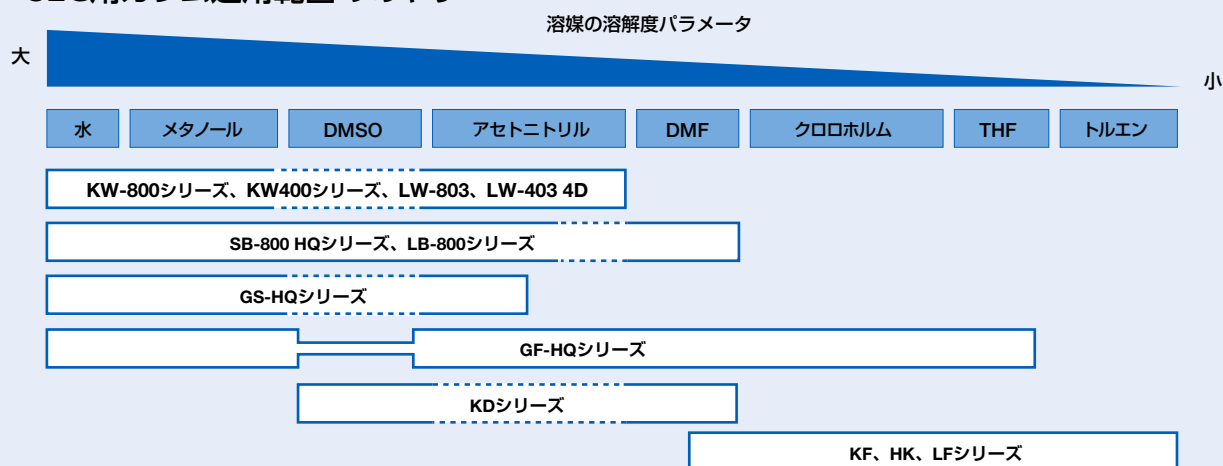 溶媒の溶解度パラメータ
大
小
水 メタノール DMSO アセトニトリル DMF クロロホルム THF トルエン
KW-800シリーズ、KW400シリーズ、LW-803、LW-403 4D
SB-800 HQシリーズ、LB-800シリーズ
GS-HQシリーズ
GF-HQシリーズ
KDシリーズ
KF、HK、LFシリーズ